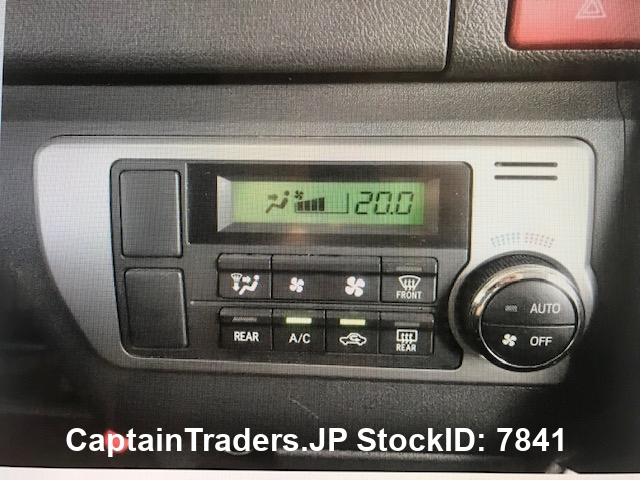 20.0
FRONT
REAR
A/C
REAR
AUTO
OFF
CaptainTraders.JP StockID: 7841